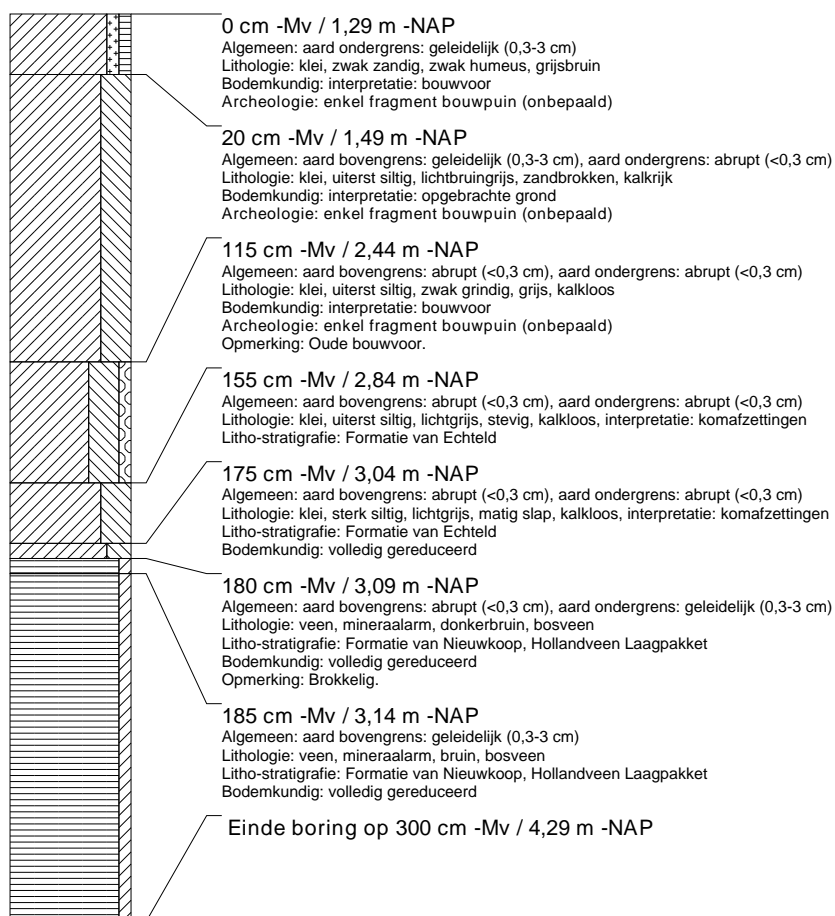 0 cm -Mv / 1,29 m -NAP
Algemeen: aard ondergrens: geleidelijk (0,3-3 cm)
Lithologie: klei, zwak zandig, zwak humeus, grijsbruin
Bodemkundig: interpretatie: bouwvoor
Archeologie: enkel fragment bouwpuin (onbepaald)
20 cm -Mv / 1,49 m -NAP
Algemeen: aard bovengrens: geleidelijk (0,3-3 cm), aard ondergrens: abrupt (<0,3 cm)
Lithologie: klei, uiterst siltig, lichtbruingrijs, zandbrokken, kalkrijk
Bodemkundig: interpretatie: opgebrachte grond
Archeologie: enkel fragment bouwpuin (onbepaald)
115 cm -Mv / 2,44 m -NAP
Algemeen: aard bovengrens: abrupt (<0,3 cm), aard ondergrens: abrupt (<0,3 cm)
Lithologie: klei, uiterst siltig, zwak grindig, grijs, kalkloos
Bodemkundig: interpretatie: bouwvoor
Archeologie: enkel fragment bouwpuin (onbepaald)
Opmerking: Oude bouwvoor.
155 cm -Mv / 2,84 m -NAP
Algemeen: aard bovengrens: abrupt (<0,3 cm), aard ondergrens: abrupt (<0,3 cm)
Lithologie: klei, uiterst siltig, lichtgrijs, stevig, kalkloos, interpretatie: komafzettingen
Litho-stratigrafie: Formatie van Echteld
175 cm -Mv / 3,04 m -NAP
Algemeen: aard bovengrens: abrupt (<0,3 cm), aard ondergrens: abrupt (<0,3 cm)
Lithologie: klei, sterk siltig, lichtgrijs, matig slap, kalkloos, interpretatie: komafzettingen
Litho-stratigrafie: Formatie van Echteld
Bodemkundig: volledig gereduceerd
180 cm -Mv / 3,09 m -NAP
Algemeen: aard bovengrens: abrupt (<0,3 cm), aard ondergrens: geleidelijk (0,3-3 cm)
Lithologie: veen, mineraalarm, donkerbruin, bosveen
Litho-stratigrafie: Formatie van Nieuwkoop, Hollandveen Laagpakket
Bodemkundig: volledig gereduceerd
Opmerking: Brokkelig.
185 cm -Mv / 3,14 m -NAP
Algemeen: aard bovengrens: geleidelijk (0,3-3 cm)
Lithologie: veen, mineraalarm, bruin, bosveen
Litho-stratigrafie: Formatie van Nieuwkoop, Hollandveen Laagpakket
Bodemkundig: volledig gereduceerd
Einde boring op 300 cm -Mv / 4,29 m -NAP